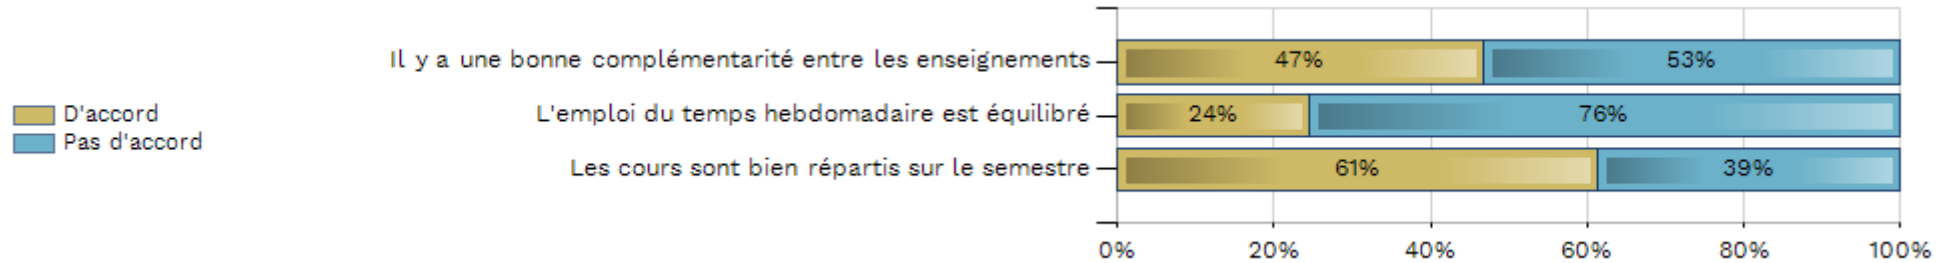 Il y a une bonne complémentarité entre les enseignements
47%
53%
D'accord
Pas d'accord
L'emploi du temps hebdomadaire est équilibré
24%
76%
Les cours sont bien répartis sur le semestre
61%
39%
0%
20%
40%
60%
80%
100%